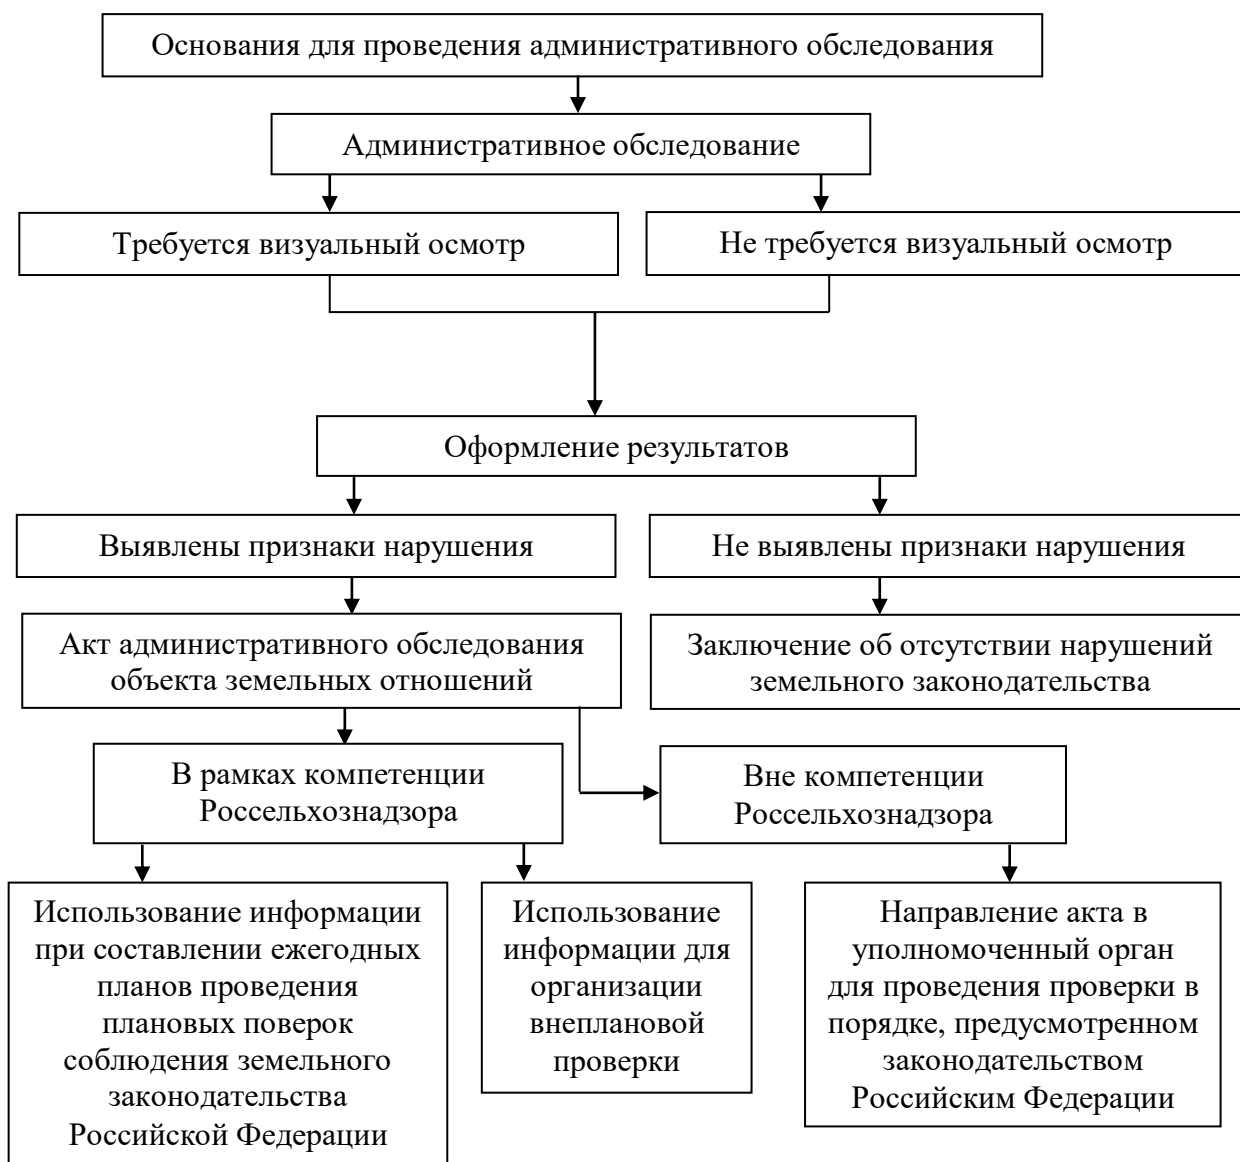 Основания для проведения административного обследования
Административное обследование
Требуется визуальный осмотр
Не требуется визуальный осмотр
Оформление результатов
Выявлены признаки нарушения
Не выявлены признаки нарушения
Акт административного обследования
объекта земельных отношений
Заключение об отсутствии нарушений
земельного законодательства
В рамках компетенции
Россельхознадзора
Вне компетенции
Россельхознадзора
Использование информации
при составлении ежегодных
планов проведения
плановых поверок
соблюдения земельного
законодательства
Российской Федерации
Использование
информации для
организации
внеплановой
проверки
Направление акта в
уполномоченный орган
для проведения проверки в
порядке, предусмотренном
законодательством
Российским Федерации